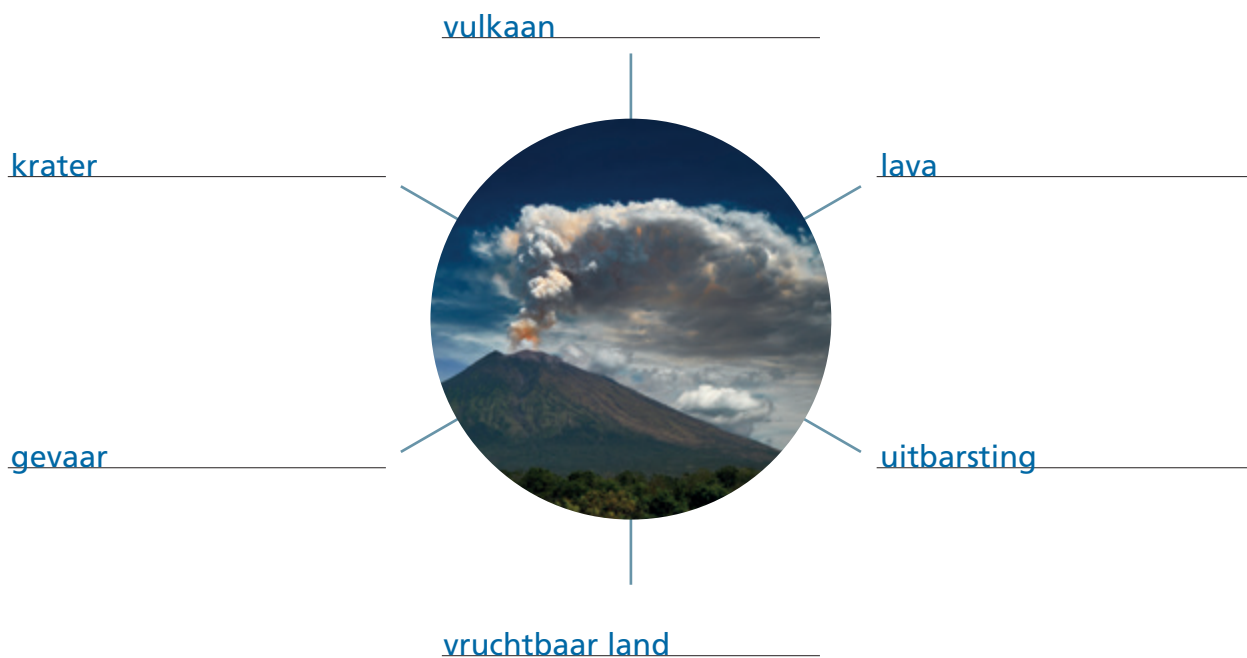 vulkaan
krater
lava
gevaar
uitbarsting
vruchtbaar land